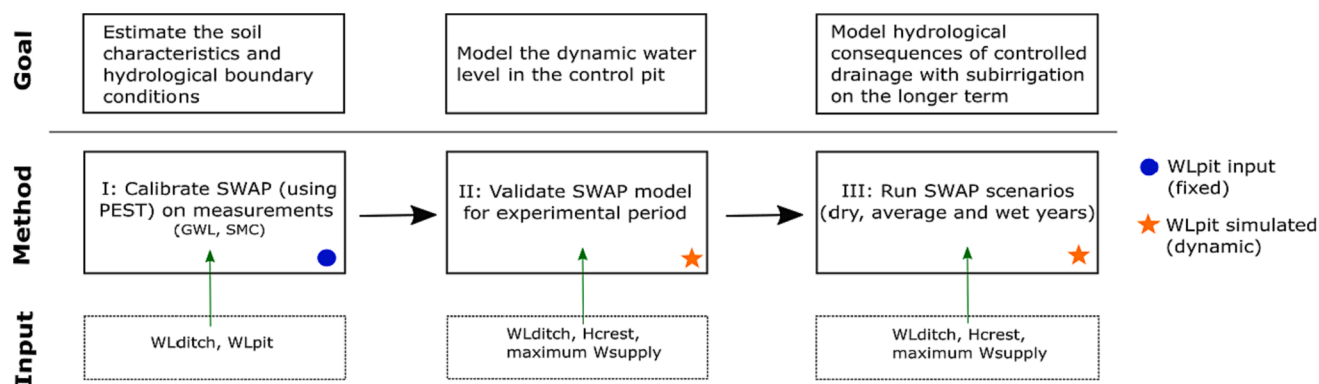 Goal
Estimate the soil
characteristics and
hydrological boundary
conditions
Model the dynamic water
level in the control pit
Model hydrological
consequences of controlled
drainage with subirrigation
on the longer term
Method
I: Calibrate SWAP (using
PEST) on measurements
(GWL, SMC)
II: Validate SWAP model
for experimental period
III: Run SWAP scenarios
(dry, average and wet years)
WLpit input
(fixed)
WLpit simulated
(dynamic)
Input
WLditch, WLpit
WLditch, Hcrest,
maximum Wsupply
WLditch, Hcrest,
maximum Wsupply